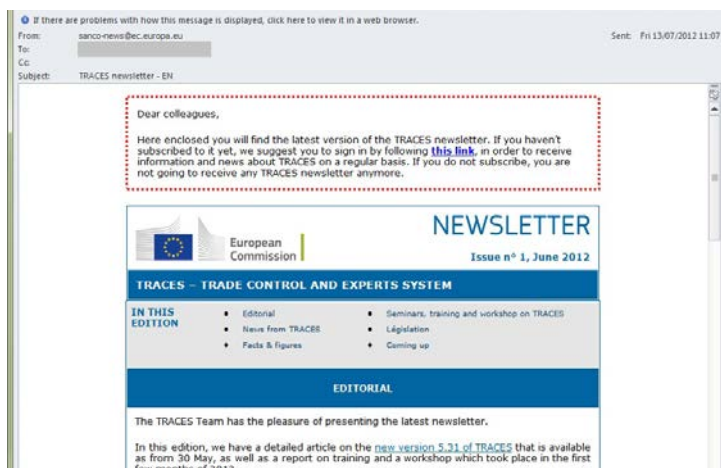 If there are problems with how this message is displayed, click here to view it in a web browser.
From: sanco-news@ec.europa.eu Sent: Fri 13/07/2012 11:07
To:
Cc:
Subject: TRACES newsletter - EN
Dear colleagues,
Here enclosed you will find the latest version of the TRACES newsletter. If you haven't
subscribed to it yet, we suggest you to sign in by following this link, in order to receive
information and news about TRACES on a regular basis. If you do not subscribe, you are
not going to receive any TRACES newsletter anymore.
NEWSLETTER
European
Commission
Issue nº 1, June 2012
TRACES – TRADE CONTROL AND EXPERTS SYSTEM
IN THIS
EDITION
Editorial
News from TRACES
Facts & figures
Seminars, training and workshop on TRACES
Législation
Coming up
EDITORIAL
The TRACES Team has the pleasure of presenting the latest newsletter.
In this edition, we have a detailed article on the new version 5.31 of TRACES that is available
as from 30 May, as well as a report on training and a workshop which took place in the first
few months of 2012.